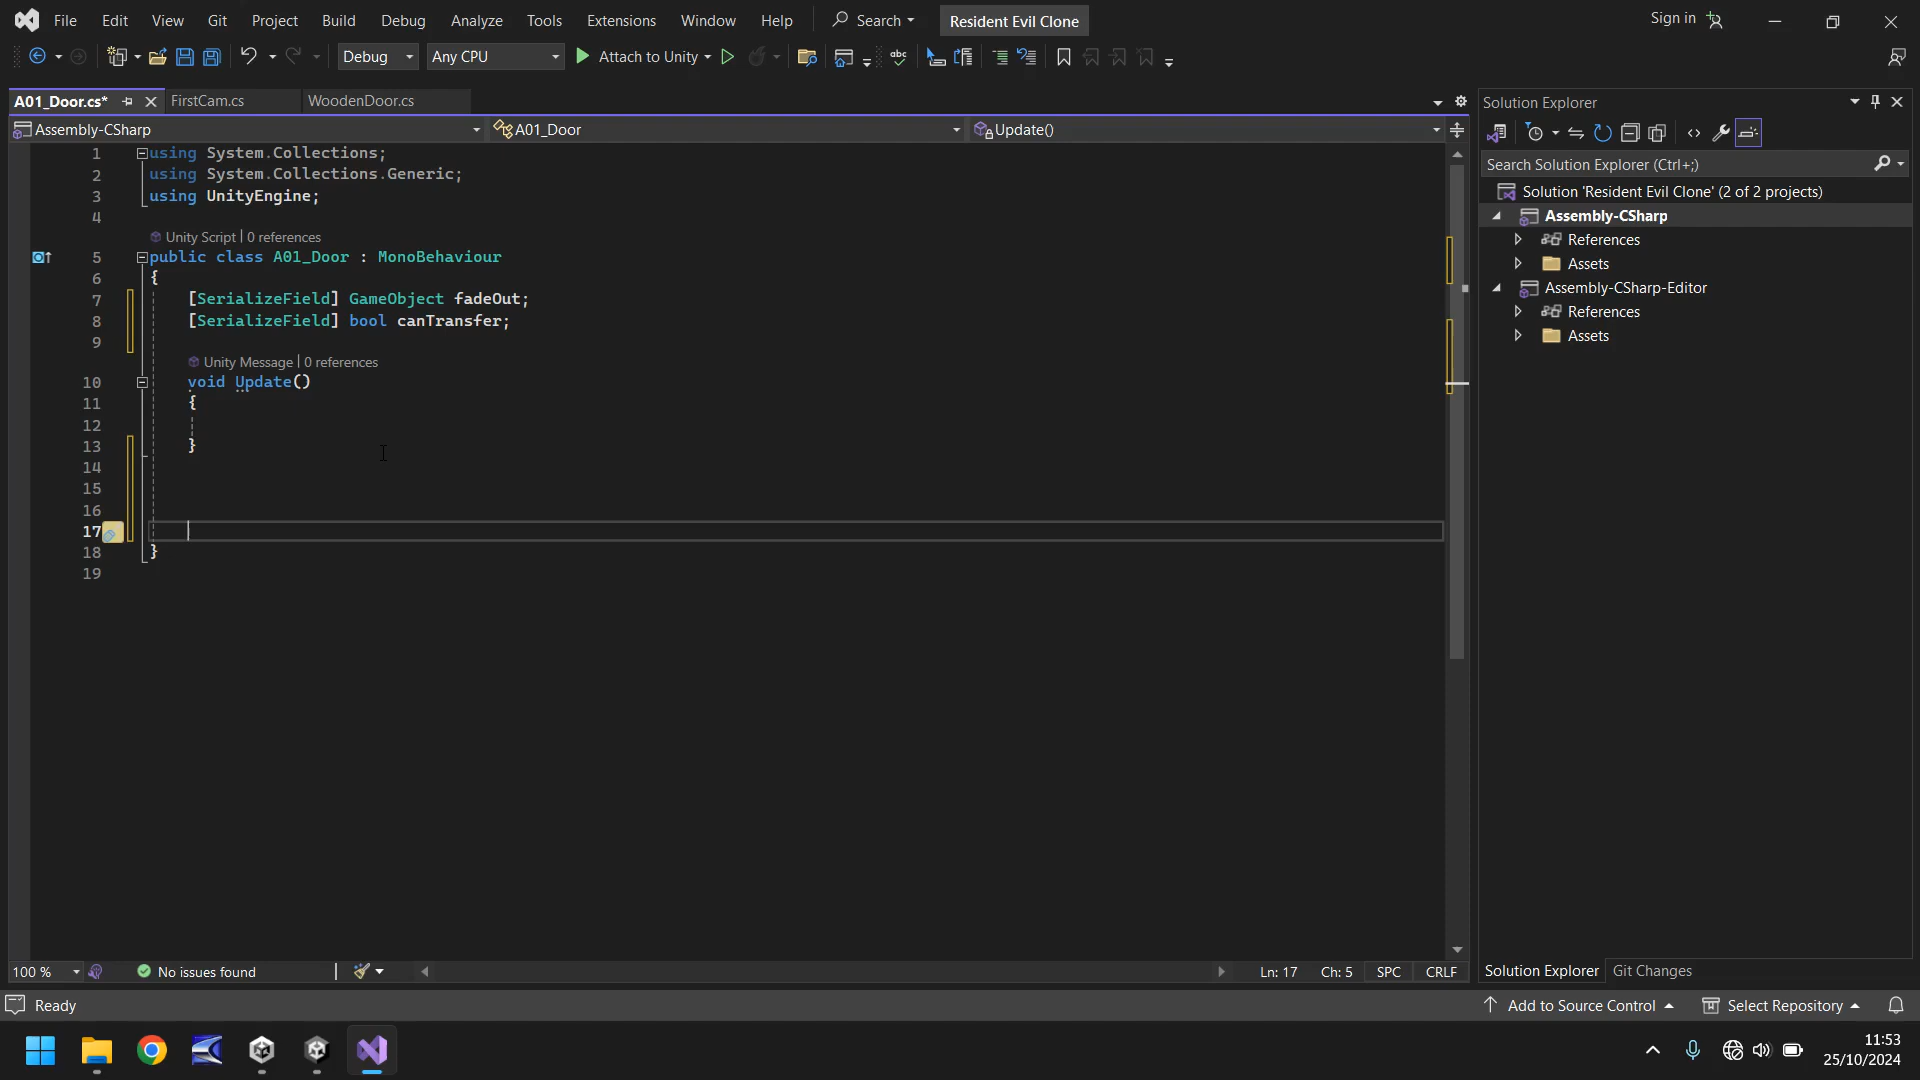 File Edit View Git Project Build Debug Analyze Tools Extensions Window Help Search Resident Evil Clone Sign in
Debug Any CPU Attach to Unity abc
A01_Door.cs* FirstCam.cs WoodenDoor.cs
Assembly-CSharp A01_Door Update()
1 using System.Collections;
2 using System.Collections.Generic;
3 using UnityEngine;
4
Unity Script | 0 references
5 public class A01_Door : MonoBehaviour
6 {
7 [SerializeField] GameObject fadeOut;
8 [SerializeField] bool canTransfer;
9
Unity Message | 0 references
10 void Update()
11 {
12
13 }
14
15
16
17
18 }
19
100 % No issues found Ln: 17 Ch: 5 SPC CRLF
Solution Explorer
Search Solution Explorer (Ctrl+;)
Solution 'Resident Evil Clone' (2 of 2 projects)
Assembly-CSharp
References
Assets
Assembly-CSharp-Editor
References
Assets
Solution Explorer Git Changes
Ready Add to Source Control Select Repository
11:53
25/10/2024